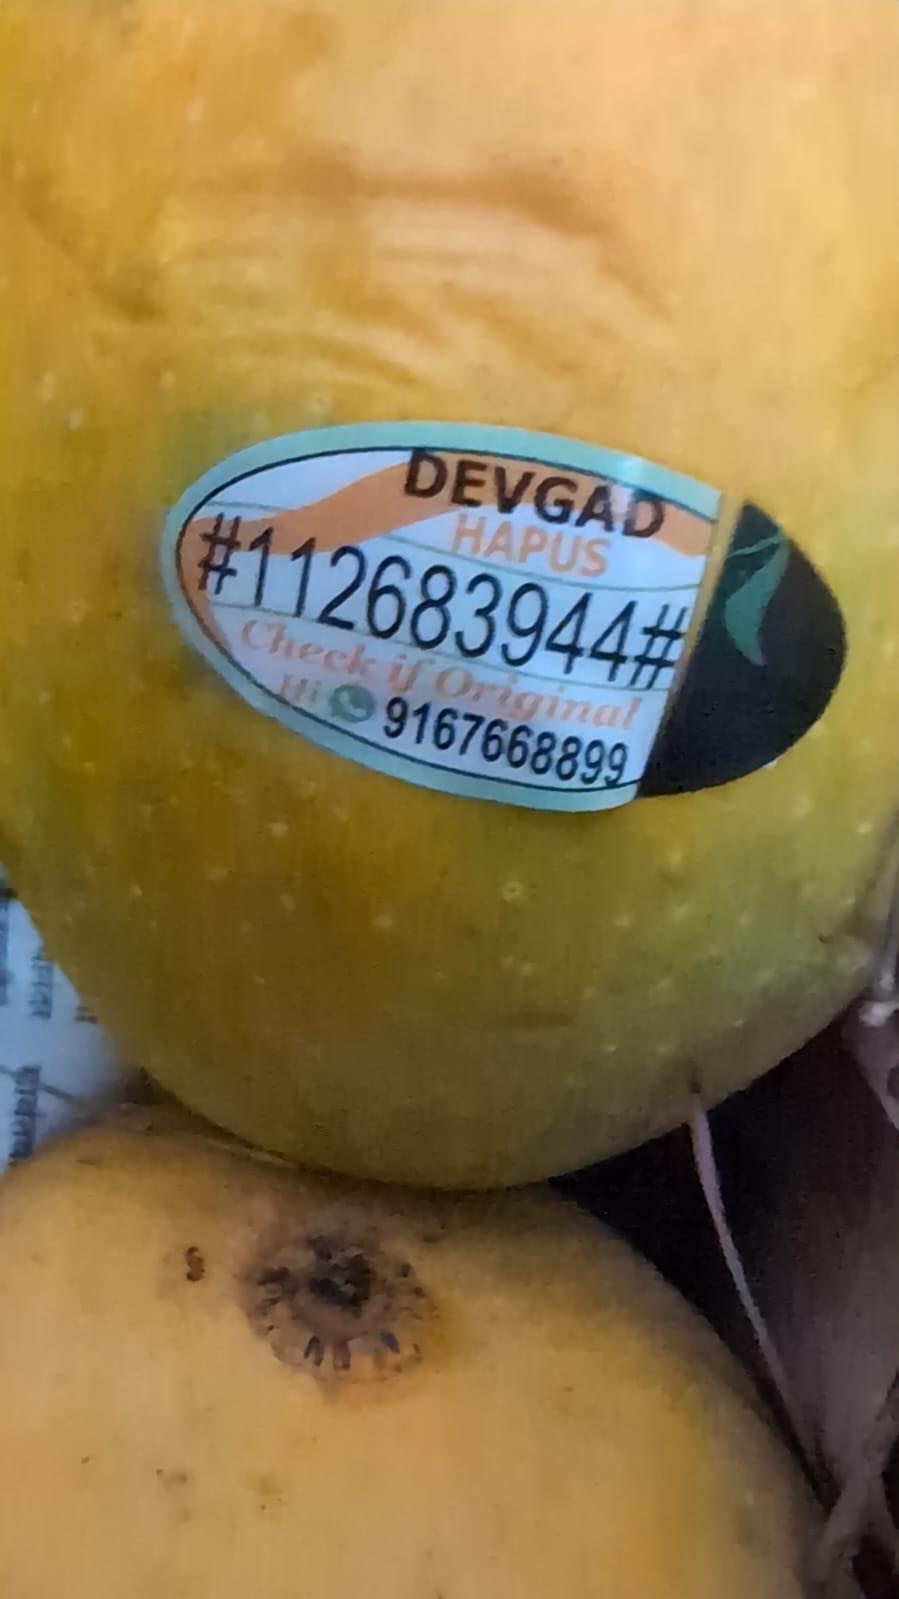 DEVGAD
HAPUS
#112683944#
Check if Original
Hi 9167668899